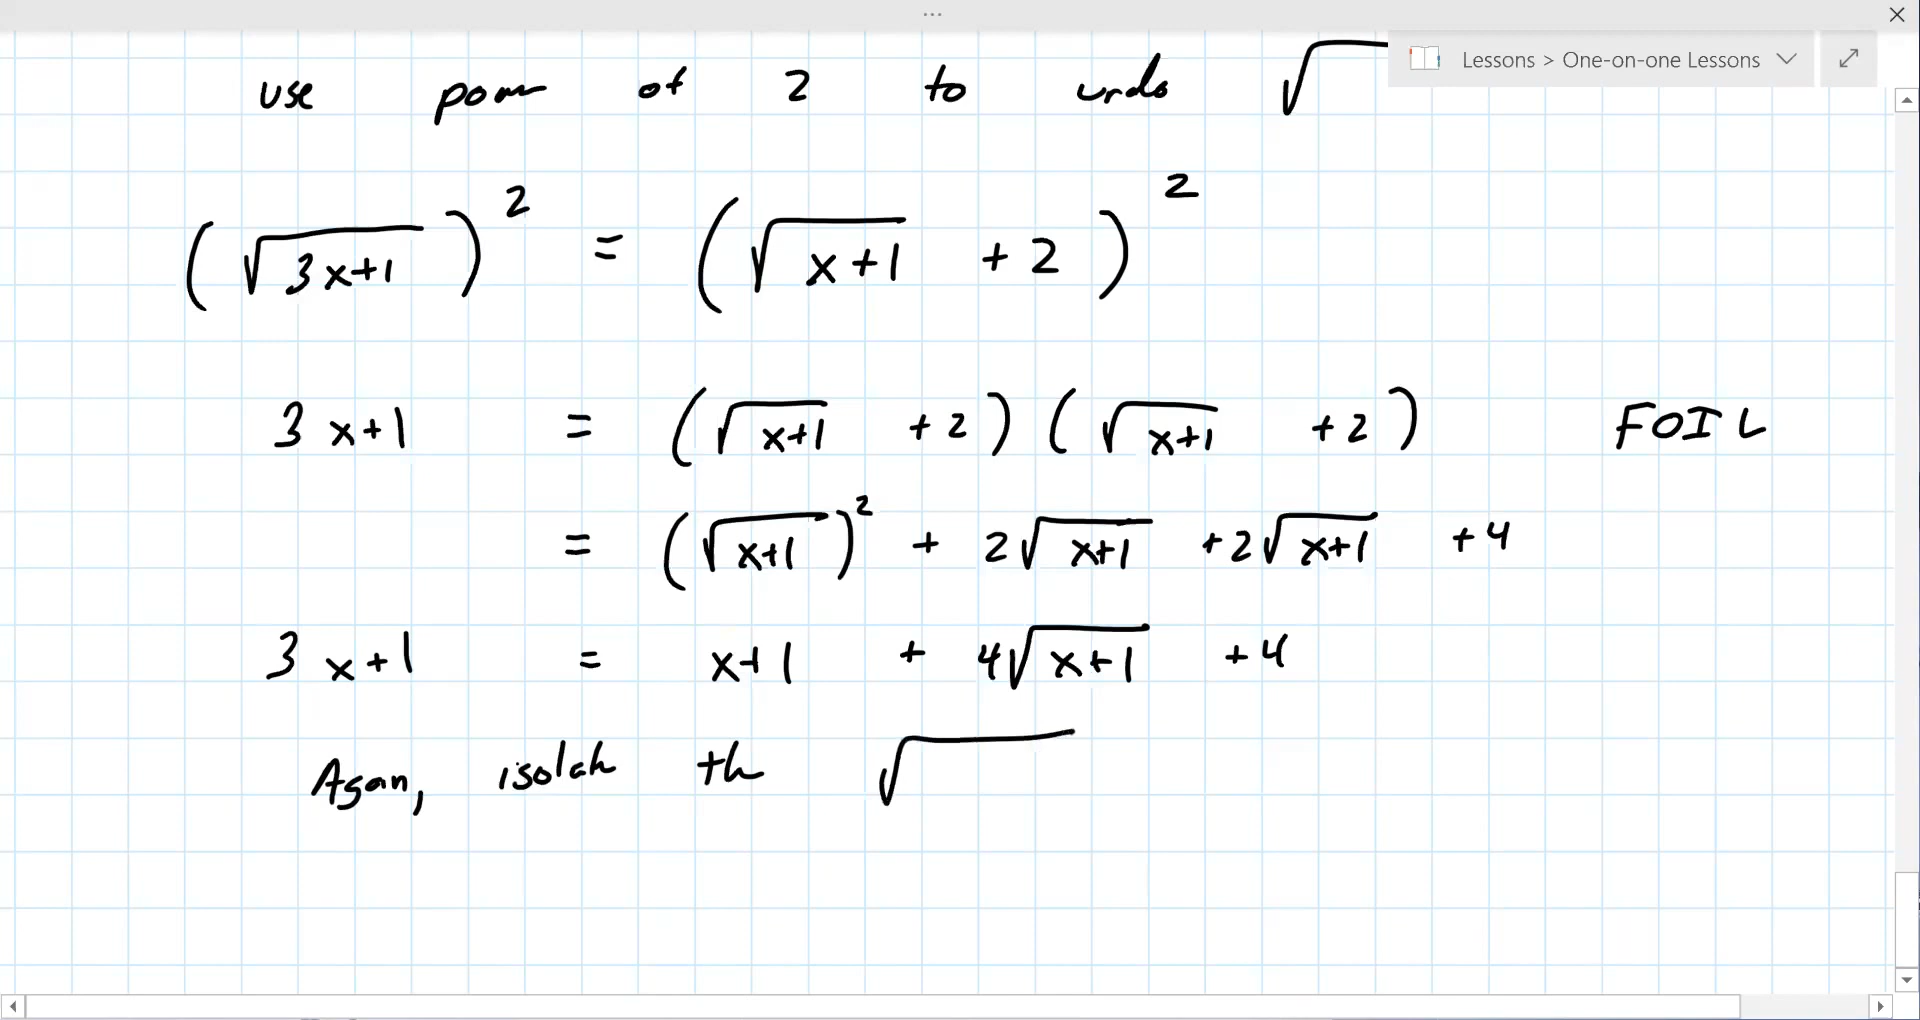 Lessons > One-on-one Lessons
use power of 2 to undo √
(√3x+1)² = (√x+1 + 2)²
3x+1 = (√x+1 + 2)(√x+1 + 2) FOIL
= (√x+1)² + 2√x+1 + 2√x+1 + 4
3x+1 = x+1 + 4√x+1 + 4
Again, isolate the √